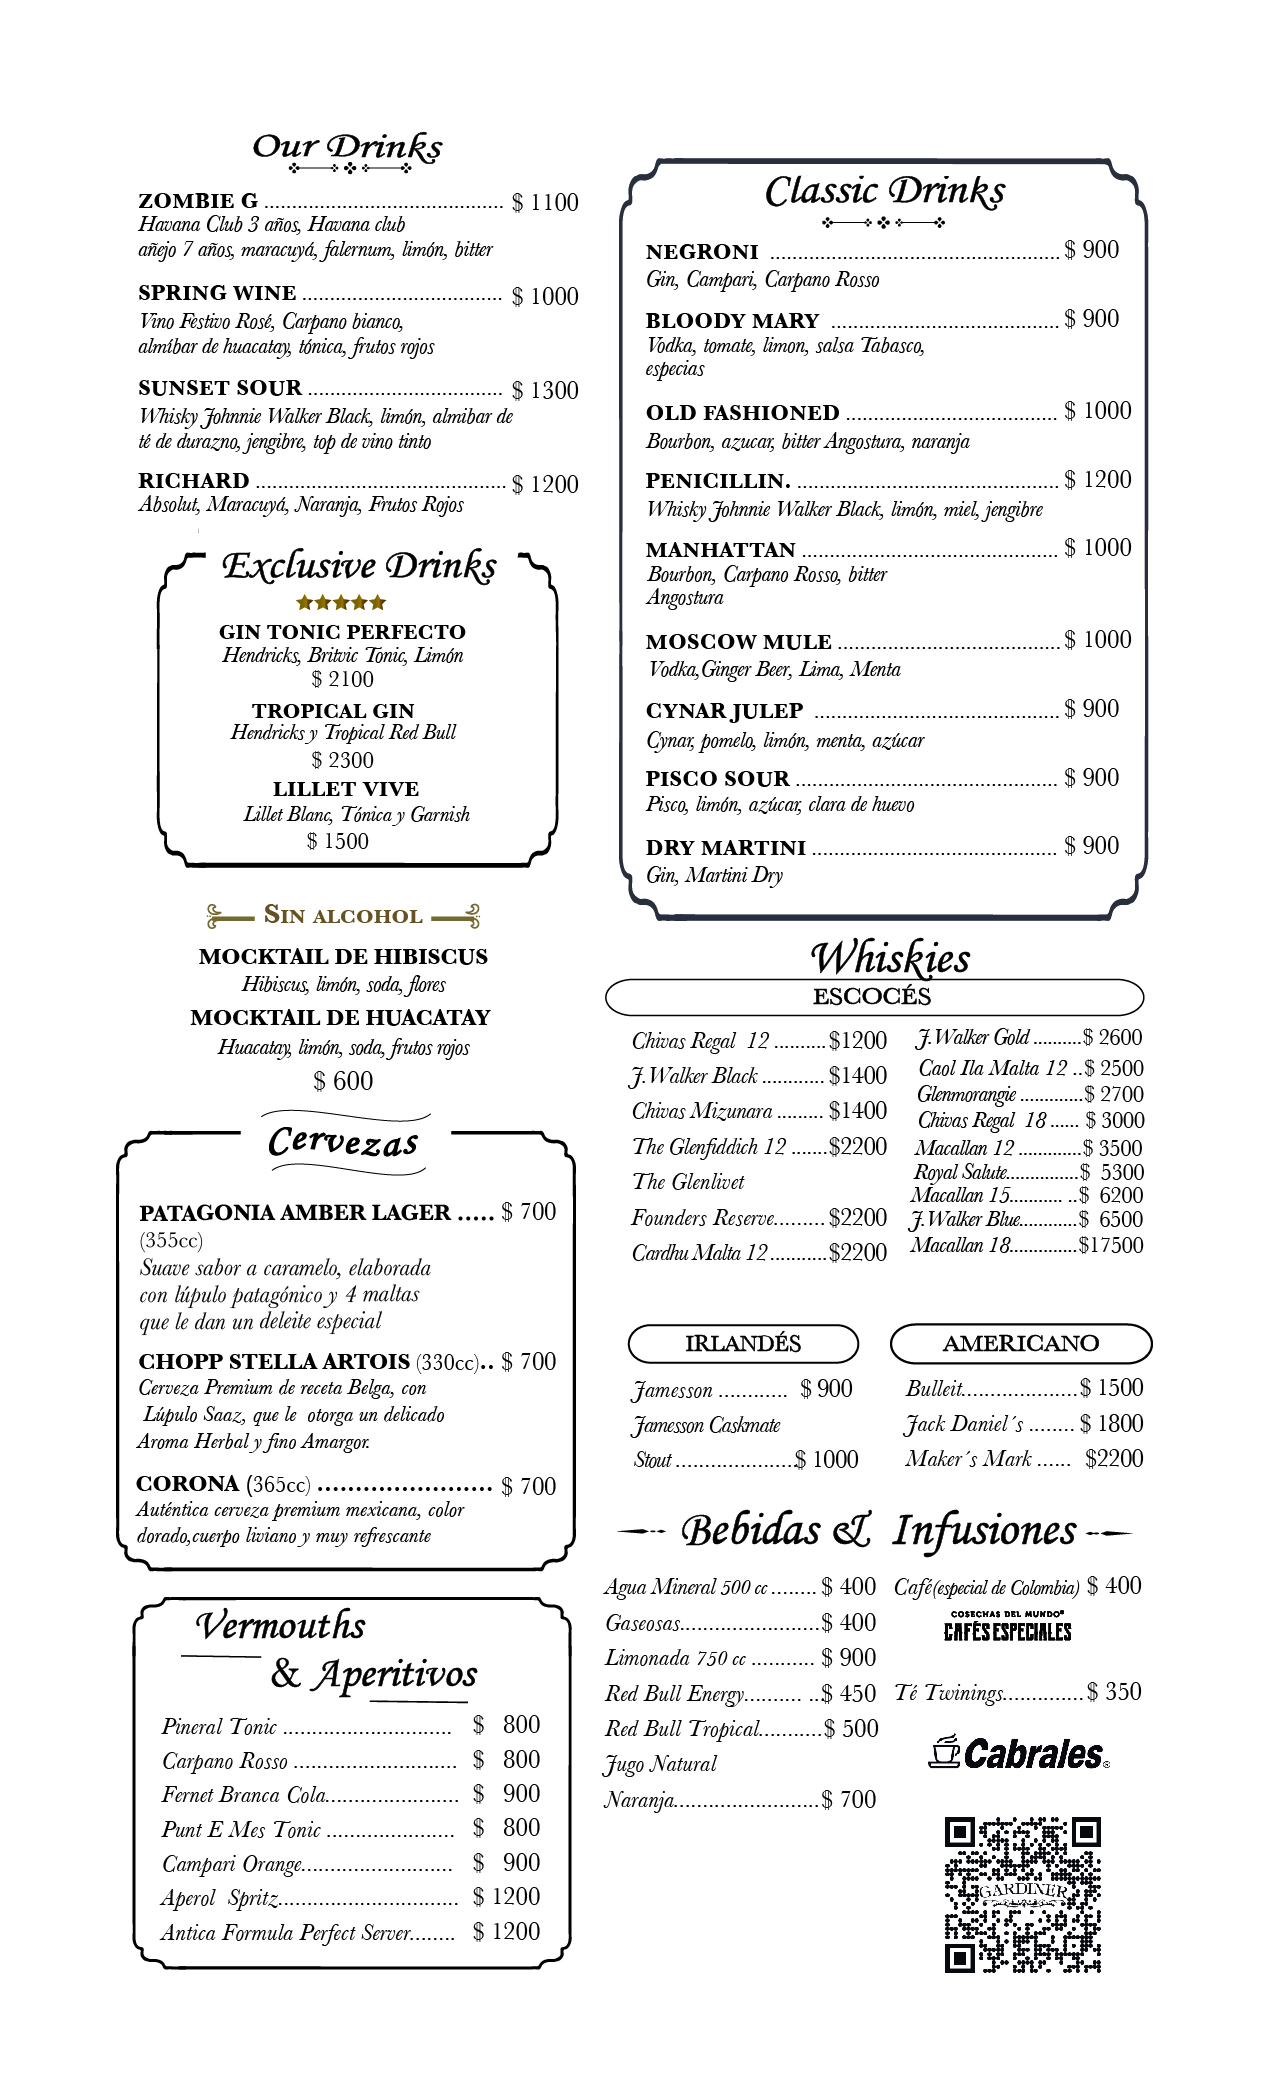 Our Drinks
ZOMBIE G ........................................... $ 1100
Havana Club 3 años, Havana club
añejo 7 años, maracuyá, falernum, limón, bitter
SPRING WINE .................................... $ 1000
Vino Festivo Rosé, Carpano bianco,
almíbar de huacatay, tónica, frutos rojos
SUNSET SOUR ................................... $ 1300
Whisky Johnnie Walker Black, limón, almibar de
té de durazno, jengibre, top de vino tinto
RICHARD ............................................. $ 1200
Absolut, Maracuyá, Naranja, Frutos Rojos
Exclusive Drinks
GIN TONIC PERFECTO
Hendricks, Britvic Tonic, Limón
$ 2100
TROPICAL GIN
Hendricks y Tropical Red Bull
$ 2300
LILLET VIVE
Lillet Blanc, Tónica y Garnish
$ 1500
SIN ALCOHOL
MOCKTAIL DE HIBISCUS
Hibiscus, limón, soda, flores
MOCKTAIL DE HUACATAY
Huacatay, limón, soda, frutos rojos
$ 600
Cervezas
PATAGONIA AMBER LAGER ..... $ 700
(355cc)
Suave sabor a caramelo, elaborada
con lúpulo patagónico y 4 maltas
que le dan un deleite especial
CHOPP STELLA ARTOIS (330cc).. $ 700
Cerveza Premium de receta Belga, con
Lúpulo Saaz, que le otorga un delicado
Aroma Herbal y fino Amargor.
CORONA (365cc) ....................... $ 700
Auténtica cerveza premium mexicana, color
dorado,cuerpo liviano y muy refrescante
Vermouths
& Aperitivos
Pineral Tonic ............................. $ 800
Carpano Rosso ............................ $ 800
Fernet Branca Cola....................... $ 900
Punt E Mes Tonic ...................... $ 800
Campari Orange.......................... $ 900
Aperol Spritz............................... $ 1200
Antica Formula Perfect Server........ $ 1200
Classic Drinks
NEGRONI .................................................... $ 900
Gin, Campari, Carpano Rosso
BLOODY MARY ......................................... $ 900
Vodka, tomate, limon, salsa Tabasco,
especias
OLD FASHIONED ...................................... $ 1000
Bourbon, azucar, bitter Angostura, naranja
PENICILLIN. ............................................... $ 1200
Whisky Johnnie Walker Black, limón, miel, jengibre
MANHATTAN .............................................. $ 1000
Bourbon, Carpano Rosso, bitter
Angostura
MOSCOW MULE ........................................ $ 1000
Vodka,Ginger Beer, Lima, Menta
CYNAR JULEP ............................................ $ 900
Cynar, pomelo, limón, menta, azúcar
PISCO SOUR ............................................... $ 900
Pisco, limón, azúcar, clara de huevo
DRY MARTINI ............................................ $ 900
Gin, Martini Dry
Whiskies
ESCOCÉS
Chivas Regal 12 .........$1200
J.Walker Black ............ $1400
Chivas Mizunara ........ $1400
The Glenfiddich 12 .......$2200
The Glenlivet
Founders Reserve......... $2200
Cardhu Malta 12 ..........$2200
J.Walker Gold ..........$ 2600
Caol Ila Malta 12 ..$ 2500
Glenmorangie .............$ 2700
Chivas Regal 18 ...... $ 3000
Macallan 12 .............$ 3500
Royal Salute...............$ 5300
Macallan 15........... ..$ 6200
J.Walker Blue............$ 6500
Macallan 18..............$17500
IRLANDÉS
Jamesson ............ $ 900
Jamesson Caskmate
Stout .....................$ 1000
AMERICANO
Bulleit....................$ 1500
Jack Daniel´s ........ $ 1800
Maker´s Mark ...... $2200
Bebidas & Infusiones
Agua Mineral 500 cc ........ $ 400
Gaseosas........................$ 400
Limonada 750 cc ........... $ 900
Red Bull Energy.......... ..$ 450
Red Bull Tropical...........$ 500
Jugo Natural
Naranja.........................$ 700
Café(especial de Colombia) $ 400
COSECHAS DEL MUNDO®
CAFÉS ESPECIALES
Té Twinings..............$ 350
Cabrales®
GARDINER